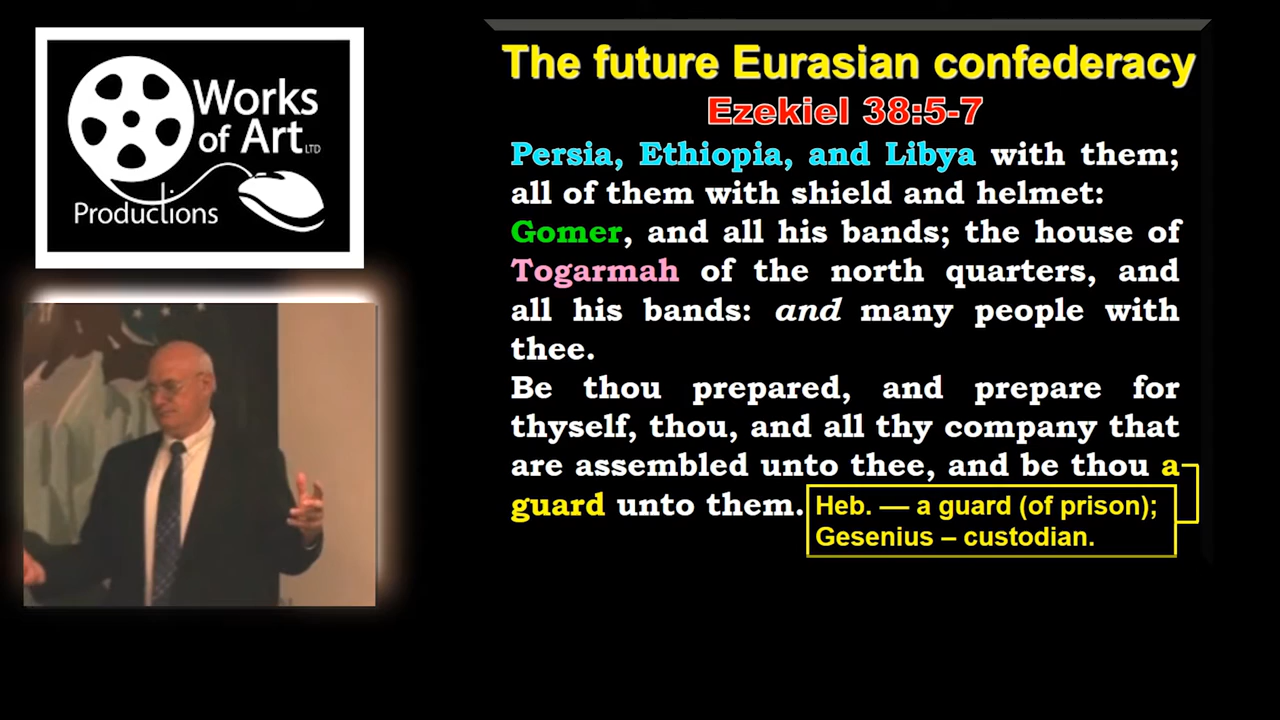 Works
of Art LTD
Productions
The future Eurasian confederacy
Ezekiel 38:5-7
Persia, Ethiopia, and Libya with them;
all of them with shield and helmet:
Gomer, and all his bands; the house of
Togarmah of the north quarters, and
all his bands: and many people with
thee.
Be thou prepared, and prepare for
thyself, thou, and all thy company that
are assembled unto thee, and be thou a
guard unto them.
Heb. — a guard (of prison);
Gesenius – custodian.